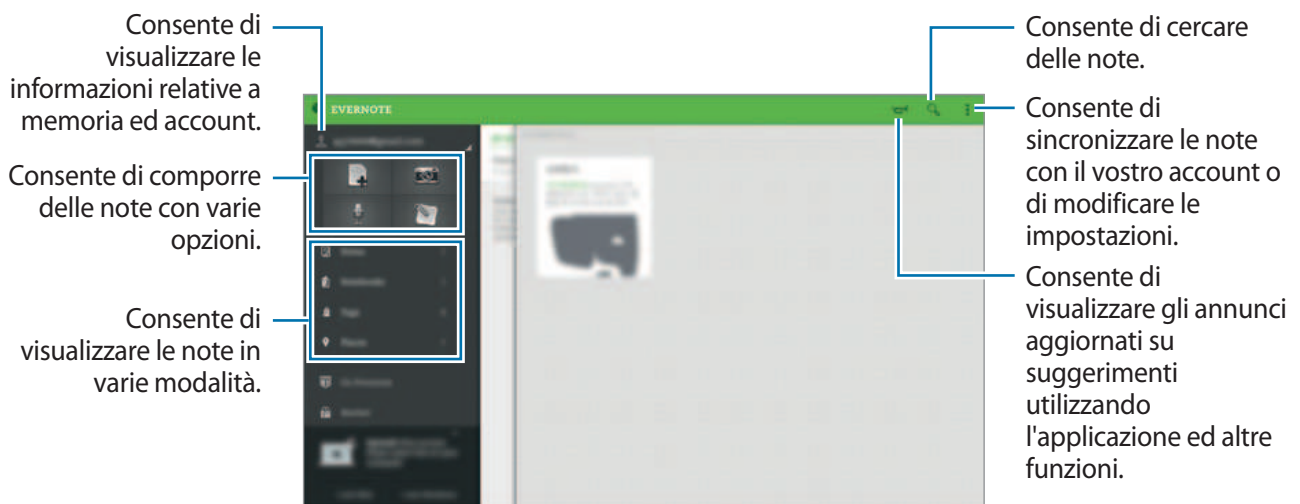 Consente di
visualizzare le
informazioni relative a
memoria ed account.
Consente di comporre
delle note con varie
opzioni.
Consente di
visualizzare le note in
varie modalità.
EVERNOTE
Consente di cercare
delle note.
Consente di
sincronizzare le note
con il vostro account o
di modificare le
impostazioni.
Consente di
visualizzare gli annunci
aggiornati su
suggerimenti
utilizzando
l'applicazione ed altre
funzioni.